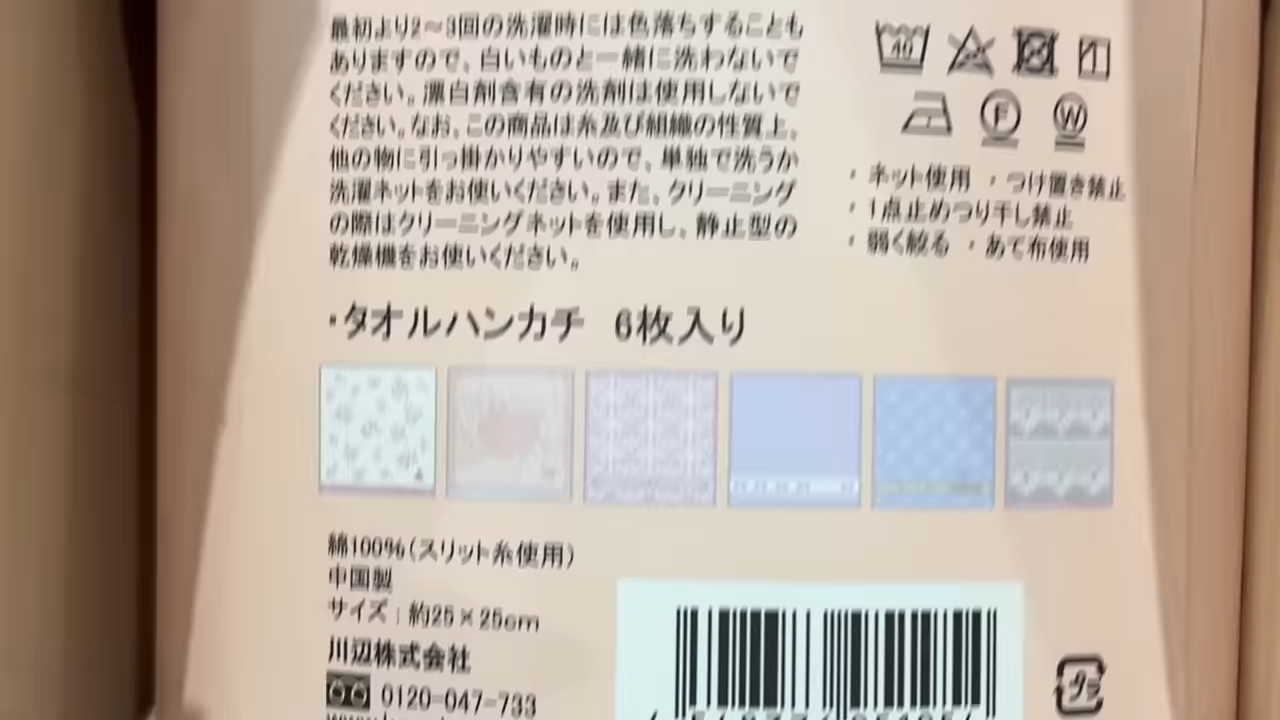 最初より2～3回の洗濯時には色落ちすることも
ありますので、白いものと一緒に洗わないで
ください。漂白剤含有の洗剤は使用しないで
ください。なお、この商品は糸及び組織の性質上、
他の物に引っ掛かりやすいので、単独で洗うか
洗濯ネットをお使いください。また、クリーニング
の際はクリーニングネットを使用し、静止型の
乾燥機をお使いください。
40
F W
・ネット使用 ・つけ置き禁止
・1点止めつり干し禁止
・弱く絞る ・あて布使用
・タオルハンカチ 6枚入り
綿100%(スリット糸使用)
中国製
サイズ：約25×25cm
川辺株式会社
0120-047-733
プラ